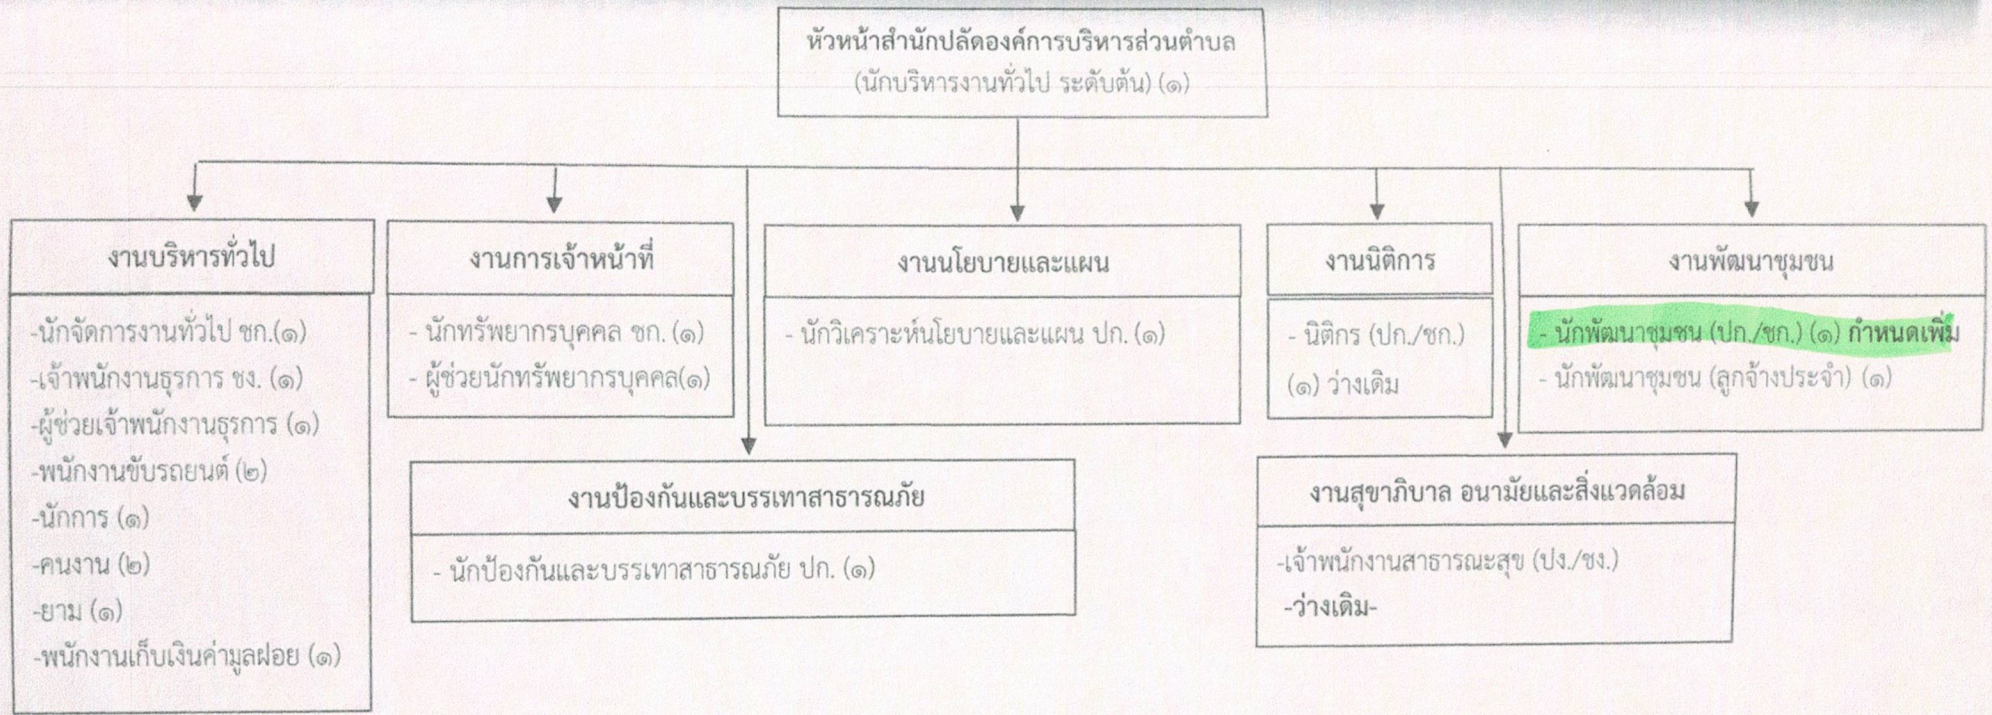 หัวหน้าสำนักปลัดองค์การบริหารส่วนตำบล
(นักบริหารงานทั่วไป ระดับต้น) (๑)
งานบริหารทั่วไป
-นักจัดการงานทั่วไป ชก.(๑)
-เจ้าพนักงานธุรการ ชง. (๑)
-ผู้ช่วยเจ้าพนักงานธุรการ (๑)
-พนักงานขับรถยนต์ (๒)
-นักการ (๑)
-คนงาน (๒)
-ยาม (๑)
-พนักงานเก็บเงินค่ามูลฝอย (๑)
งานการเจ้าหน้าที่
- นักทรัพยากรบุคคล ชก. (๑)
- ผู้ช่วยนักทรัพยากรบุคคล(๑)
งานนโยบายและแผน
- นักวิเคราะห์นโยบายและแผน ปก. (๑)
งานนิติการ
- นิติกร (ปก./ชก.)
(๑) ว่างเดิม
งานพัฒนาชุมชน
- นักพัฒนาชุมชน (ปก./ชก.) (๑) กำหนดเพิ่ม
- นักพัฒนาชุมชน (ลูกจ้างประจำ) (๑)
งานป้องกันและบรรเทาสาธารณภัย
- นักป้องกันและบรรเทาสาธารณภัย ปก. (๑)
งานสุขาภิบาล อนามัยและสิ่งแวดล้อม
-เจ้าพนักงานสาธารณะสุข (ปง./ชง.)
-ว่างเดิม-